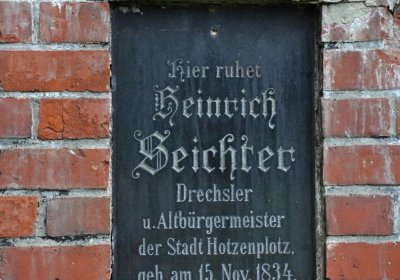 Hier ruhet
Heinrich
Seichter
Drechsler
u. Altbürgermeister
der Stadt Hotzenplotz,
geb. am 15. Nov. 1834.